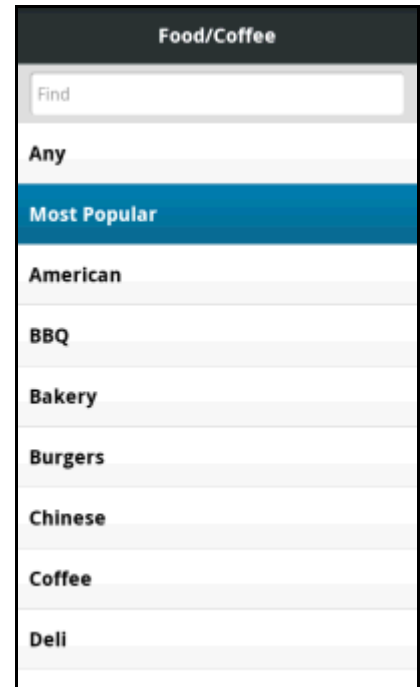 Food/Coffee
Find
Any
Most Popular
American
BBQ
Bakery
Burgers
Chinese
Coffee
Deli